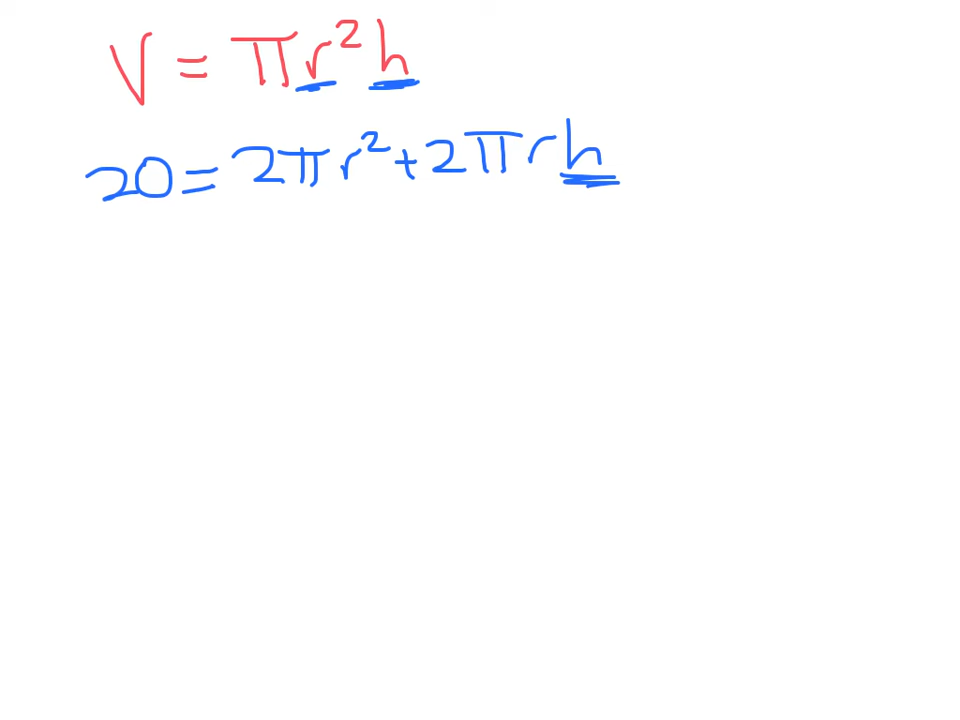 V = πr²h
20 = 2πr² + 2πrh